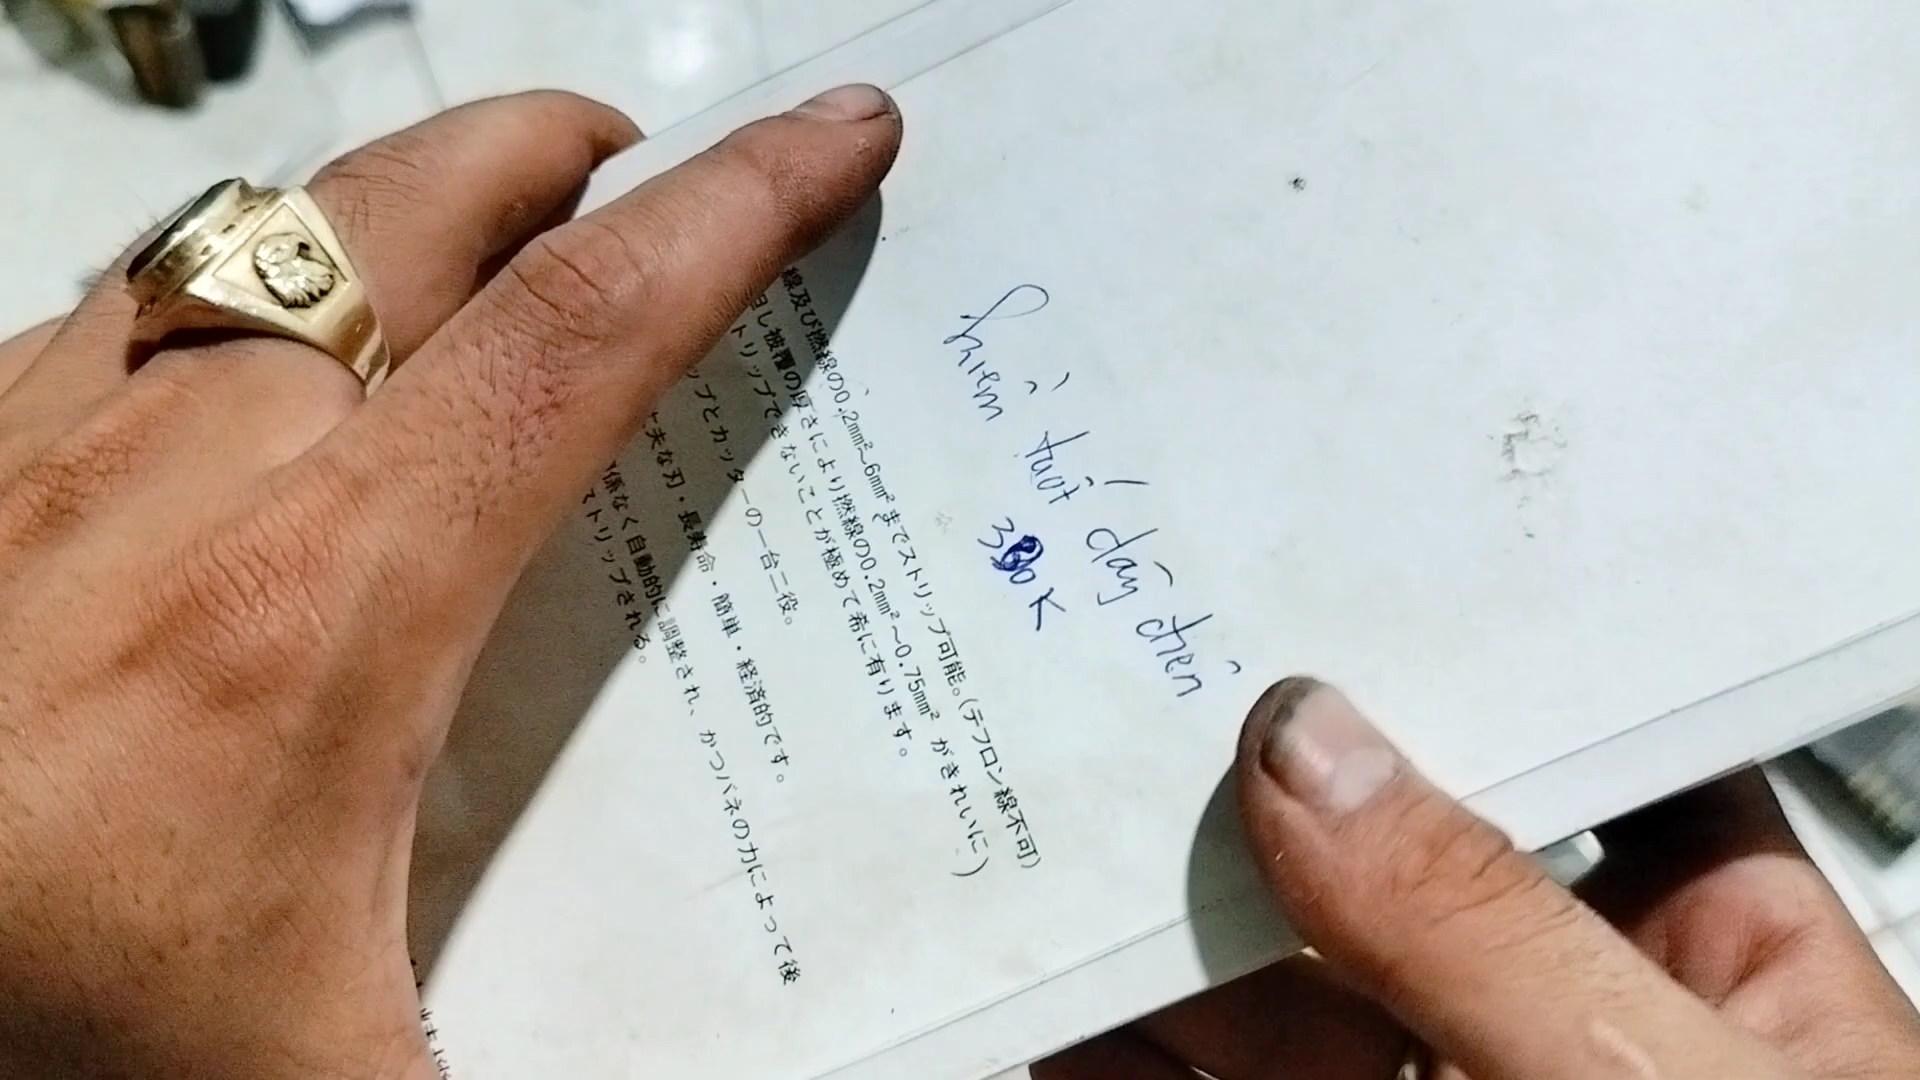 phiếm tuốt dây điện
380K
線及び撚線の0.2mm²~6mm²までストリップ可能。(テフロン線不可)
但し被覆の厚さにより撚線の0.2mm²～0.75mm² がきれいに
トリップできないことが極めて希に有ります。)
ップとカッターの一台二役。
丈夫な刃・長寿命・簡単・経済的です。
係なく自動的に調整され、かつバネの力によって後
ストリップされる。